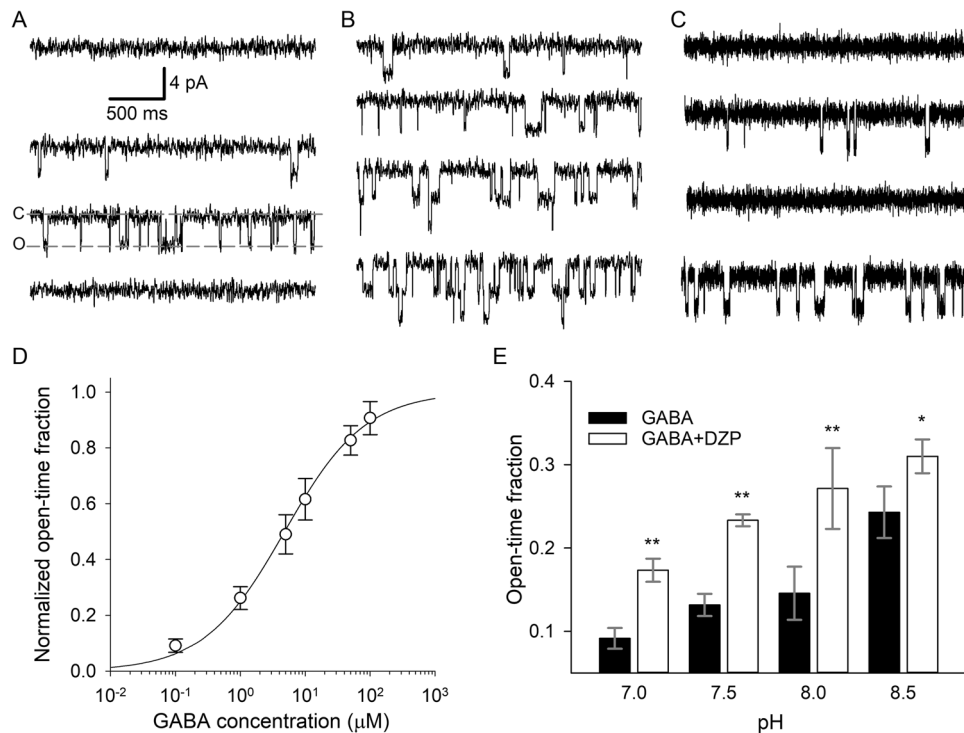 A
B
C
4 pA
500 ms
C
O
D
E
Normalized open-time fraction
1.0
0.8
0.6
0.4
0.2
0.0
10⁻²
10⁻¹
10⁰
10¹
10²
10³
GABA concentration (μM)
Open-time fraction
0.4
0.3
0.2
0.1
GABA
GABA+DZP
**
**
**
*
7.0
7.5
8.0
8.5
pH